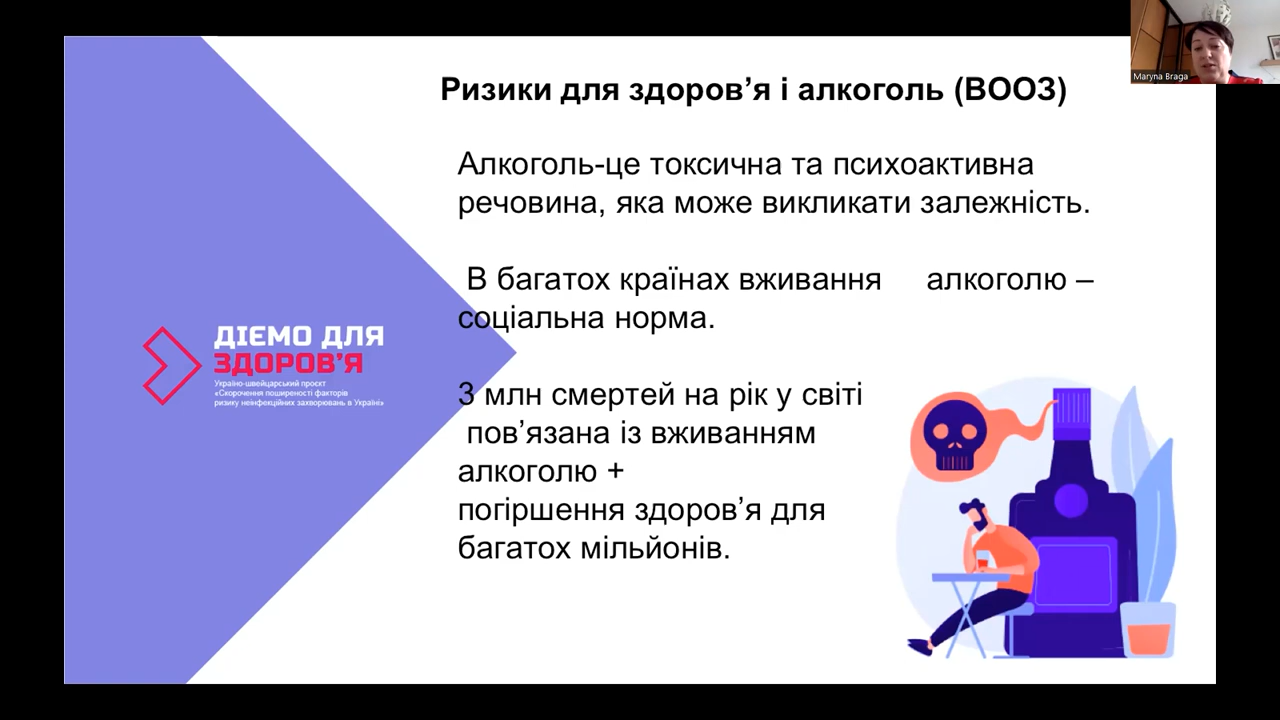 Ризики для здоров’я і алкоголь (ВООЗ)
Maryna Braga
Алкоголь-це токсична та психоактивна
речовина, яка може викликати залежність.
В багатох країнах вживання алкоголю –
соціальна норма.
ДІЄМО ДЛЯ
ЗДОРОВ’Я
Україно-швейцарський проєкт
«Скорочення поширеності факторів
ризику неінфекційних захворювань в Україні»
3 млн смертей на рік у світі
пов’язана із вживанням
алкоголю +
погіршення здоров’я для
багатох мільйонів.